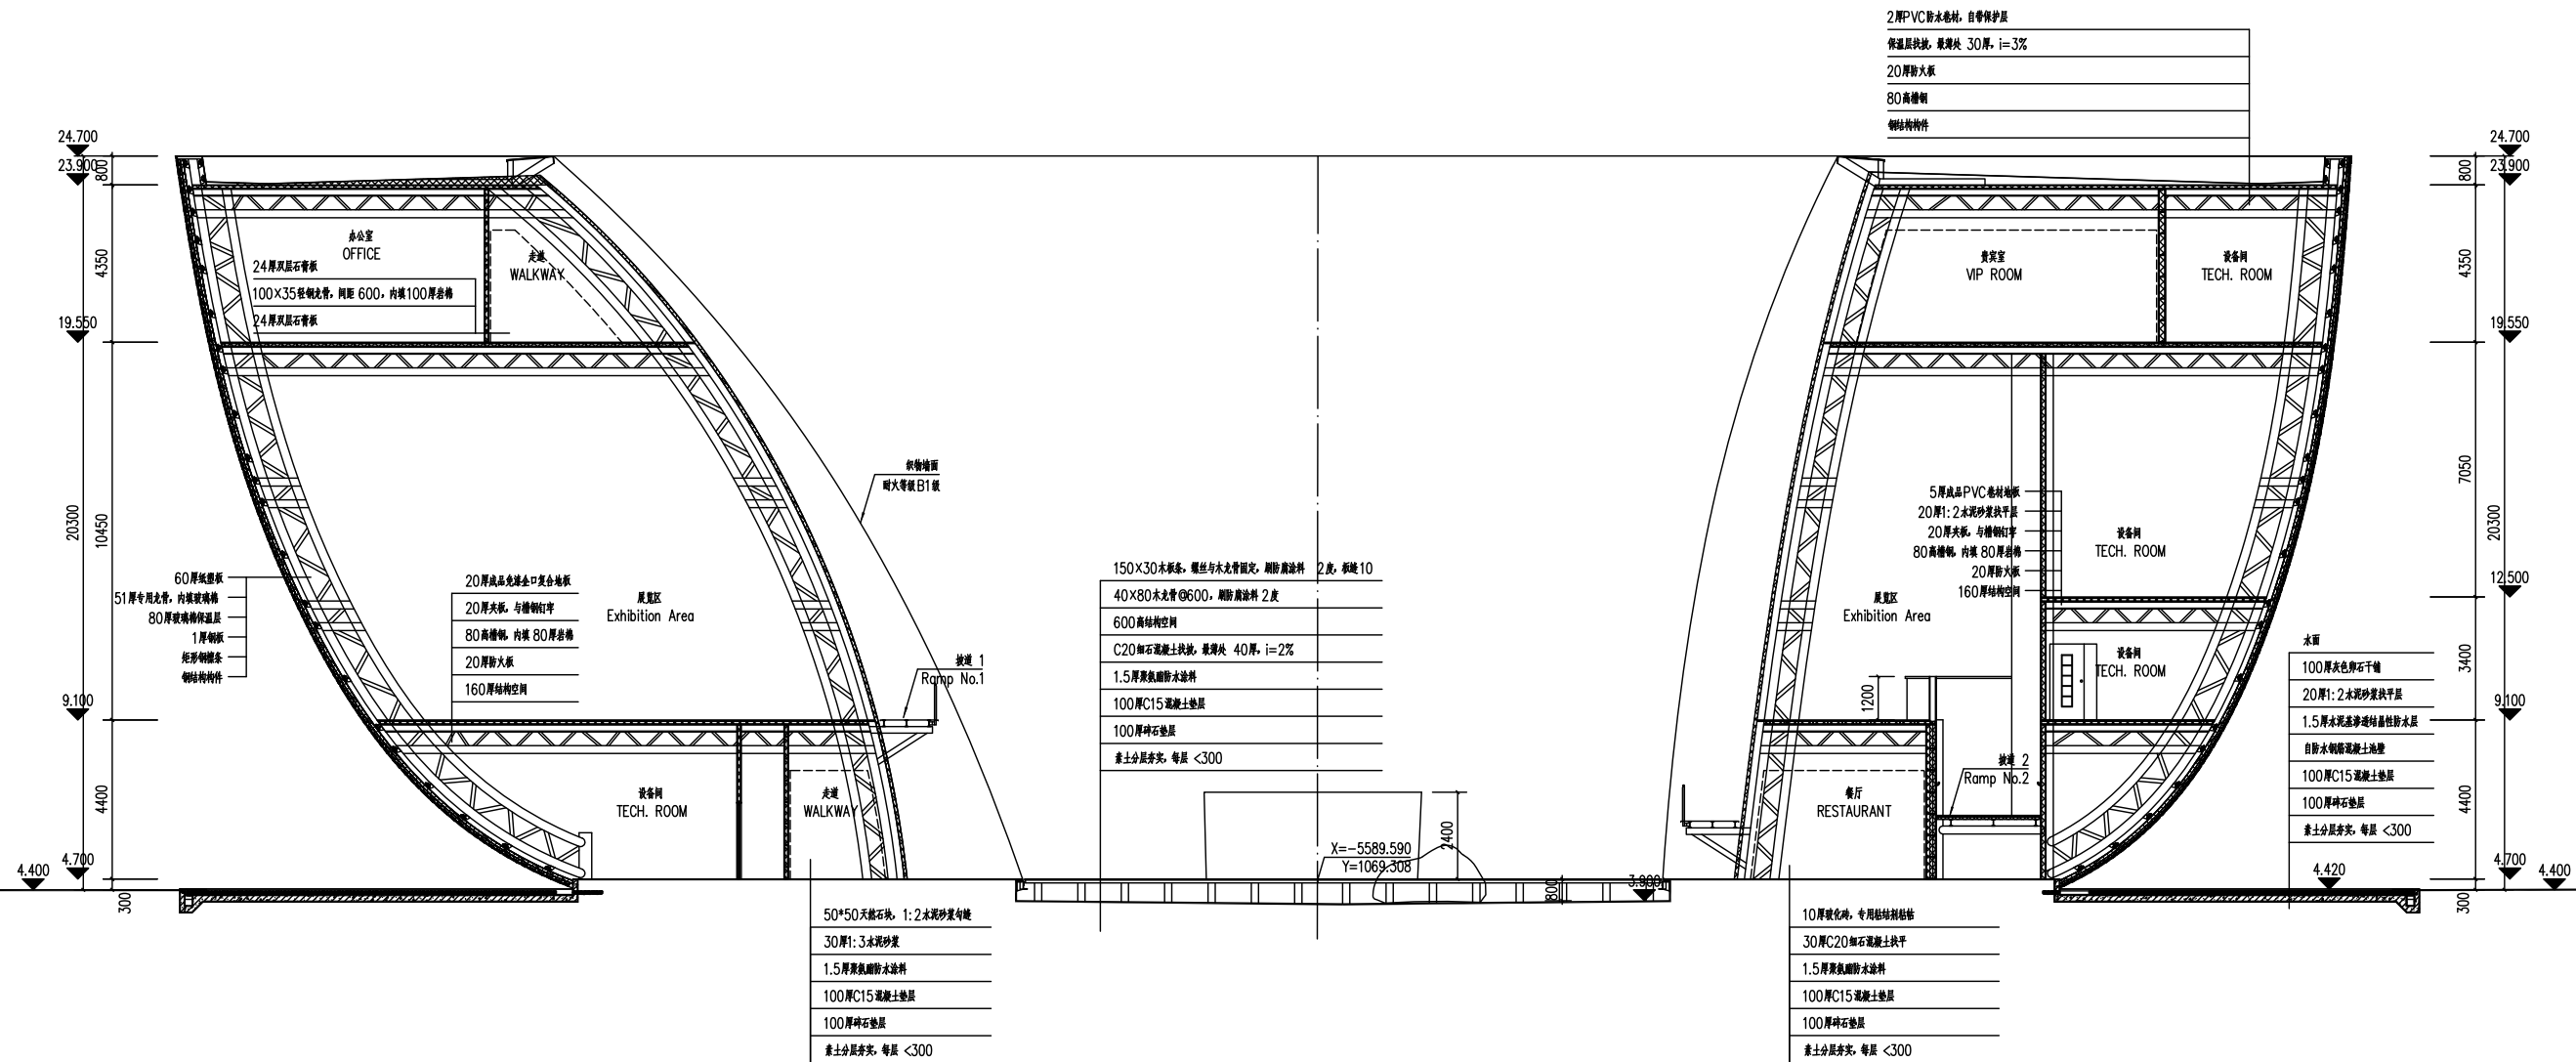 2厚PVC防水卷材，自带保护层
保温层找坡，最薄处 30厚，i=3%
20厚防火板
80高槽钢
钢结构构件
24.700
23.900
800
4350
19.550
20300
10450
9.100
4400
4.700
4.400
300
办公室
OFFICE
走道
WALKWAY
24厚双层石膏板
100×35轻钢龙骨，间距 600，内填100厚岩棉
24厚双层石膏板
织物墙面
耐火等级B1级
60厚纸塑板
51厚专用龙骨，内填玻璃棉
80厚玻璃棉保温层
1厚钢板
矩形钢檩条
钢结构构件
20厚成品免漆企口复合地板
20厚夹板，与槽钢钉牢
80高槽钢，内填 80厚岩棉
20厚防火板
160厚结构空间
展览区
Exhibition Area
坡道 1
Ramp No.1
设备间
TECH. ROOM
走道
WALKWAY
150×30木板条，螺丝与木龙骨固定，刷防腐涂料 2度，板缝10
40×80木龙骨@600，刷防腐涂料 2度
600高结构空间
C20细石混凝土找坡，最薄处 40厚，i=2%
1.5厚聚氨酯防水涂料
100厚C15混凝土垫层
100厚碎石垫层
素土分层夯实，每层 <300
X=-5589.590
Y=1069.308
2400
800
3.900
50*50天然石块，1:2水泥砂浆勾缝
30厚1:3水泥砂浆
1.5厚聚氨酯防水涂料
100厚C15混凝土垫层
100厚碎石垫层
素土分层夯实，每层 <300
贵宾室
VIP ROOM
设备间
TECH. ROOM
5厚成品PVC卷材地板
20厚1:2水泥砂浆找平层
20厚夹板，与槽钢钉牢
80高槽钢，内填 80厚岩棉
20厚防火板
160厚结构空间
设备间
TECH. ROOM
展览区
Exhibition Area
设备间
TECH. ROOM
1200
坡道 2
Ramp No.2
餐厅
RESTAURANT
10厚玻化砖，专用粘结剂粘帖
30厚C20细石混凝土找平
1.5厚聚氨酯防水涂料
100厚C15混凝土垫层
100厚碎石垫层
素土分层夯实，每层 <300
水面
100厚灰色卵石干铺
20厚1:2水泥砂浆找平层
1.5厚水泥基渗透结晶性防水层
自防水钢筋混凝土池壁
100厚C15混凝土垫层
100厚碎石垫层
素土分层夯实，每层 <300
24.700
23.900
800
4350
19.550
7050
20300
12.500
3400
9.100
4400
4.700
4.420
4.400
300